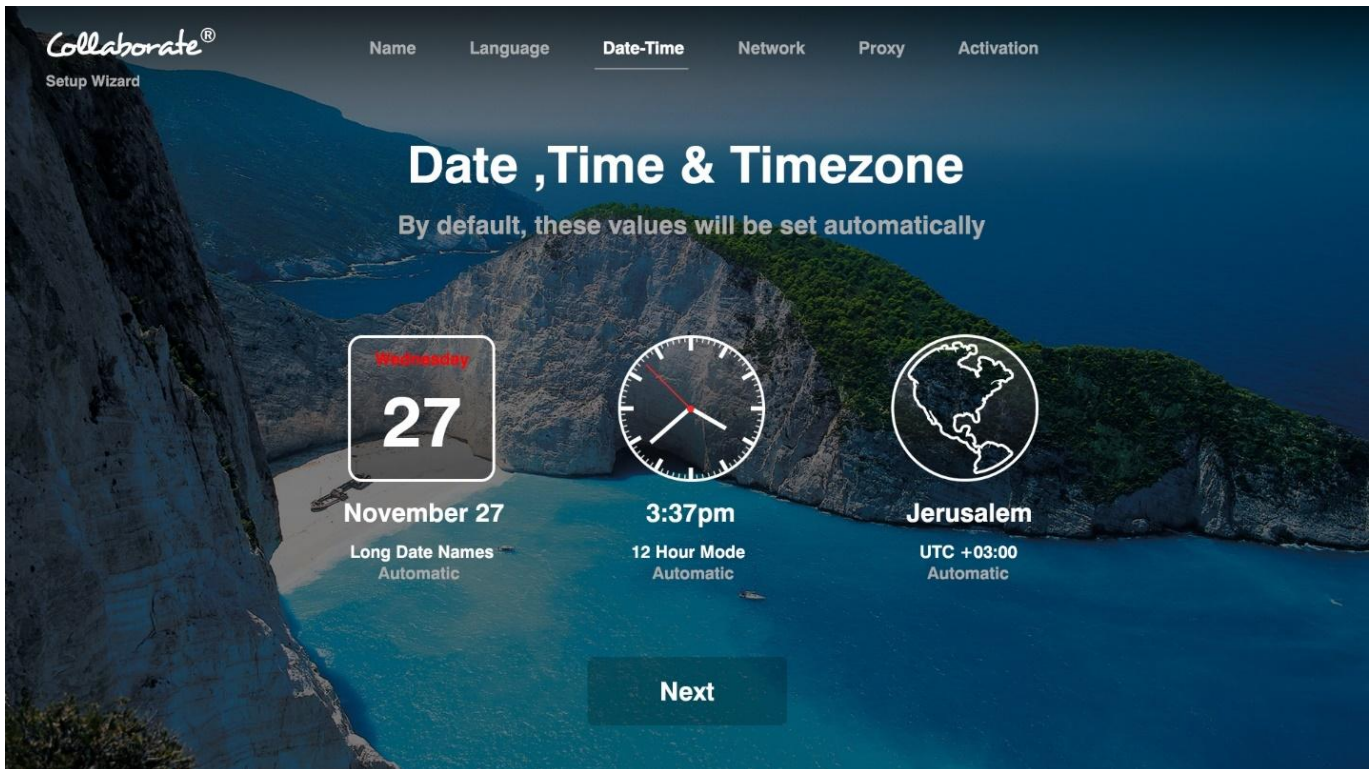 Collaborate®
Setup Wizard
Name Language Date-Time Network Proxy Activation
Date ,Time & Timezone
By default, these values will be set automatically
Wednesday
27
November 27 3:37pm Jerusalem
Long Date Names 12 Hour Mode UTC +03:00
Automatic Automatic Automatic
Next